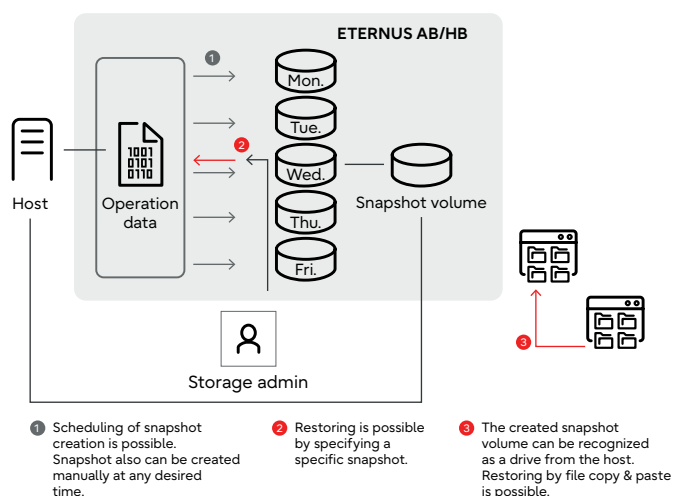 ETERNUS AB/HB
1
Mon.
Tue.
2
1001
0101
0110
Wed.
Host
Operation
data
Snapshot volume
Thu.
Fri.
3
Storage admin
1 Scheduling of snapshot
creation is possible.
Snapshot also can be created
manually at any desired
time.
2 Restoring is possible
by specifying a
specific snapshot.
3 The created snapshot
volume can be recognized
as a drive from the host.
Restoring by file copy & paste
is possible.